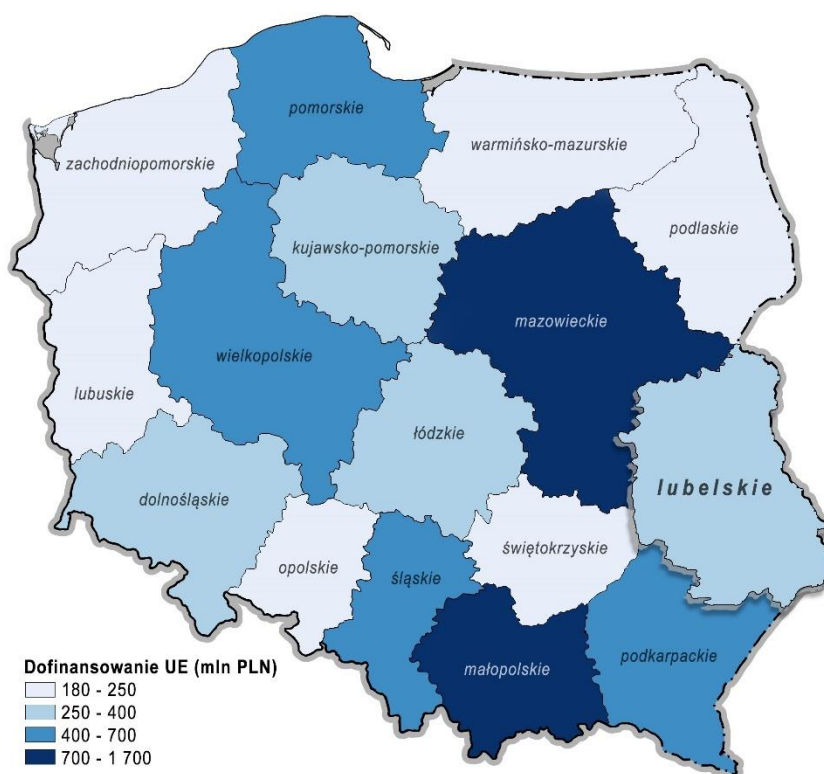 pomorskie
warmińsko-mazurskie
zachodniopomorskie
podlaskie
kujawsko-pomorskie
mazowieckie
wielkopolskie
lubuskie
łódzkie
lubelskie
dolnośląskie
świętokrzyskie
opolskie
śląskie
podkarpackie
małopolskie
Dofinansowanie UE (mln PLN)
180 - 250
250 - 400
400 - 700
700 - 1 700